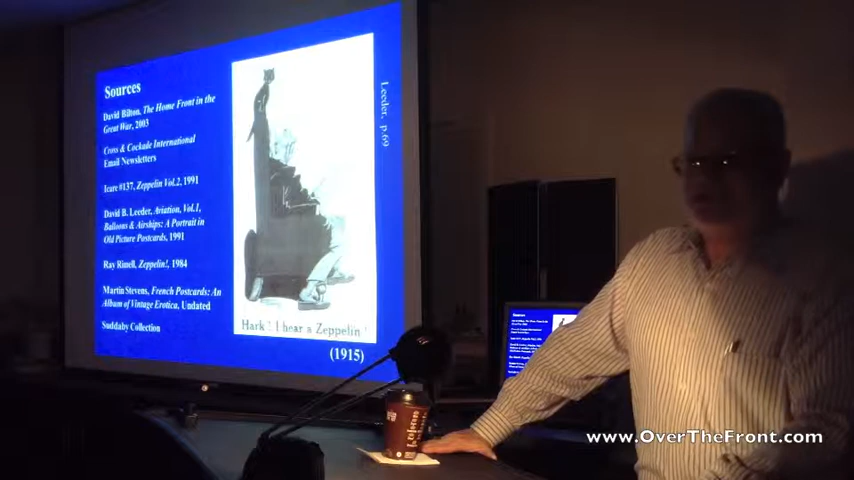 Sources
David Bilton, The Home Front in the
Great War, 2003
Cross & Cockade International
Email Newsletters
Icare #137, Zeppelin Vol.2, 1991
David B. Leeder, Aviation, Vol.1,
Balloons & Airships: A Portrait in
Old Picture Postcards, 1991
Ray Rimell, Zeppelin!, 1984
Martin Stevens, French Postcards: An
Album of Vintage Erotica, Undated
Suddaby Collection
Leeder, p.69
Hark! I hear a Zeppelin!
(1915)
www.OverTheFront.com